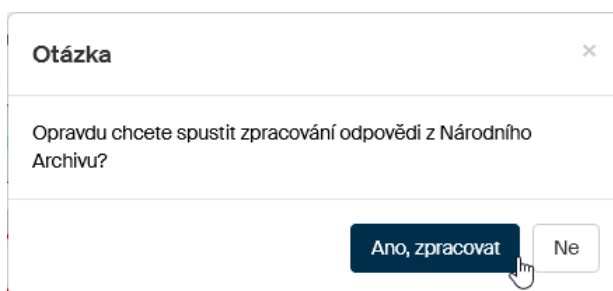 Otázka ×
Opravdu chcete spustit zpracování odpovědi z Národního
Archivu?
Ano, zpracovat Ne